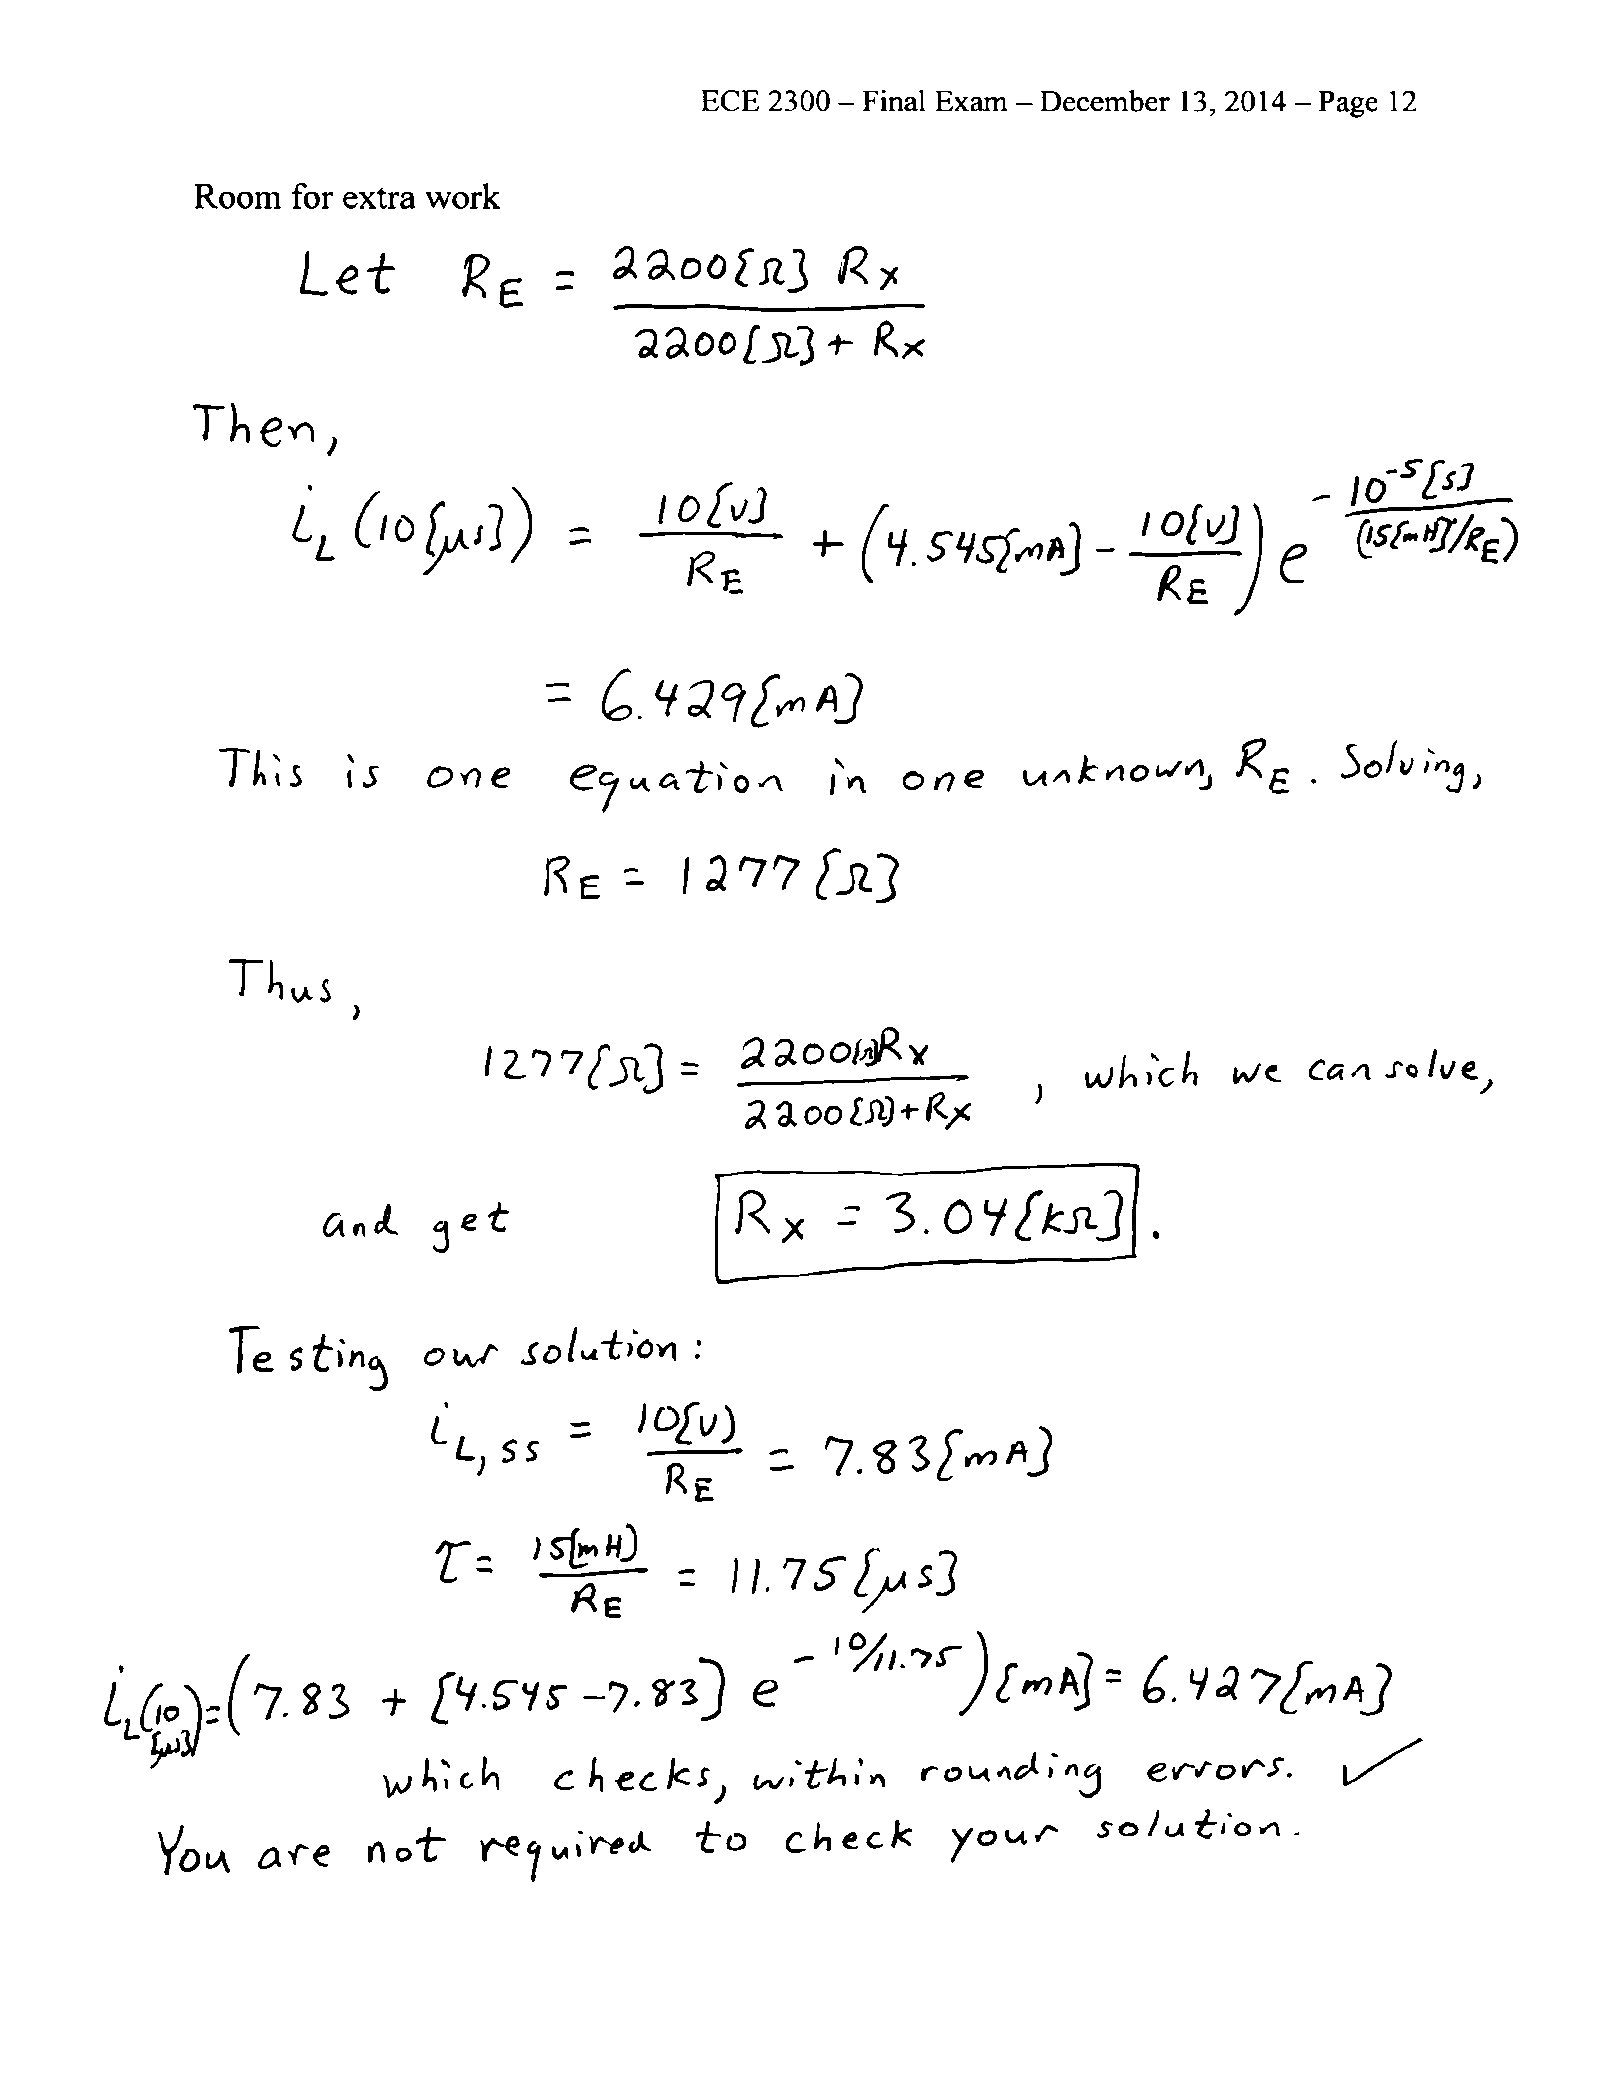 ECE 2300 – Final Exam – December 13, 2014 – Page 12
Room for extra work
Let R_E = 2200[Ω] R_X / 2200[Ω] + R_X
Then,
i_L (10[μs]) = 10[V] / R_E + (4.545[mA] - 10[V] / R_E) e^(- 10^-5[s] / (15[mH]/R_E))
= 6.429[mA]
This is one equation in one unknown, R_E. Solving,
R_E = 1277[Ω]
Thus,
1277[Ω] = 2200[Ω]R_X / 2200[Ω]+R_X , which we can solve,
and get R_X = 3.04[kΩ].
Testing our solution:
i_L,ss = 10[V] / R_E = 7.83[mA]
τ = 15[mH] / R_E = 11.75[μs]
i_L(10[μs])=(7.83 + [4.545-7.83] e^(-10/11.75))[mA]= 6.427[mA]
which checks, within rounding errors. ✓
You are not required to check your solution.